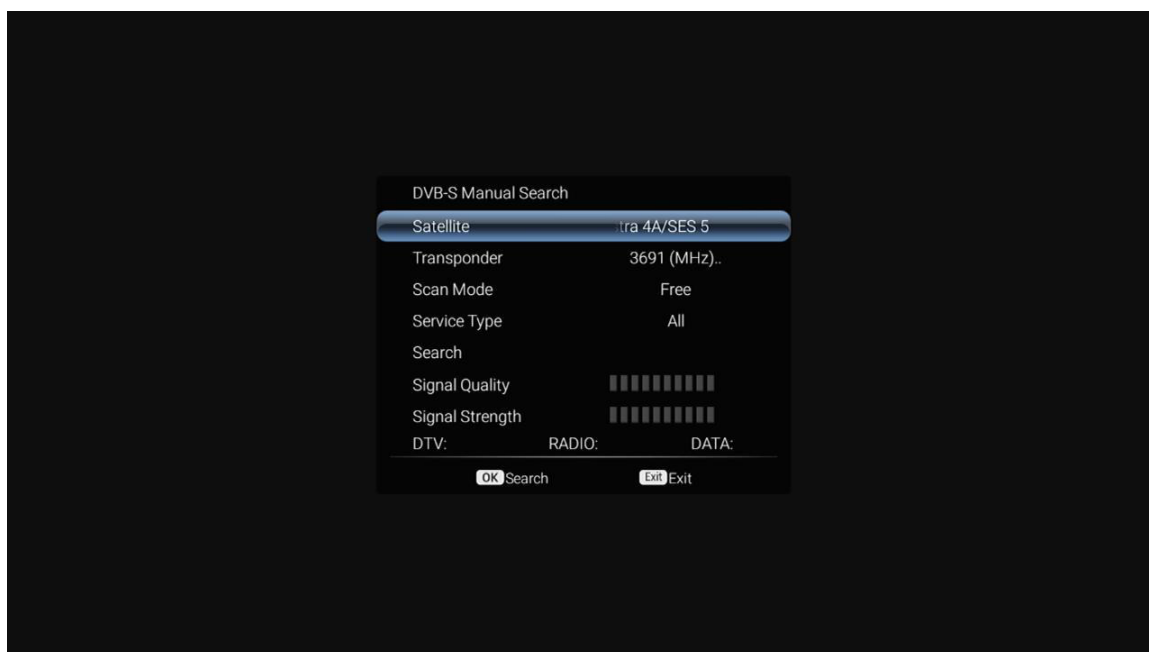 DVB-S Manual Search
Satellite tra 4A/SES 5
Transponder 3691 (MHz)..
Scan Mode Free
Service Type All
Search
Signal Quality
Signal Strength
DTV: RADIO: DATA:
OK Search Exit Exit